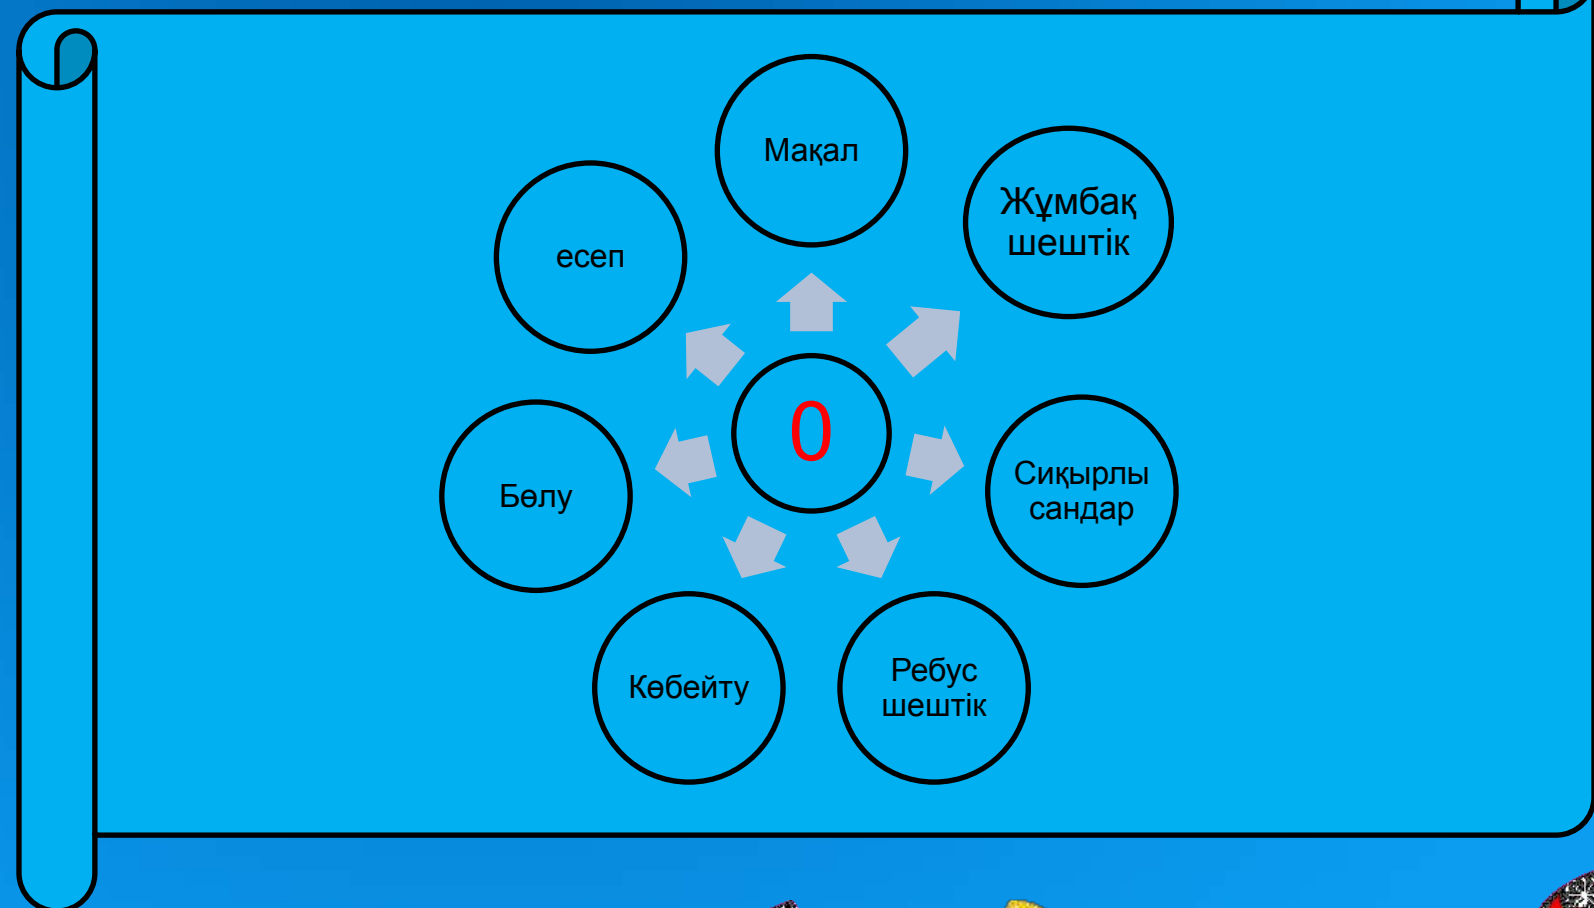 Мақал
Жұмбақ
шештік
есеп
0
Сиқырлы
сандар
Бөлу
Көбейту
Ребус
шештік